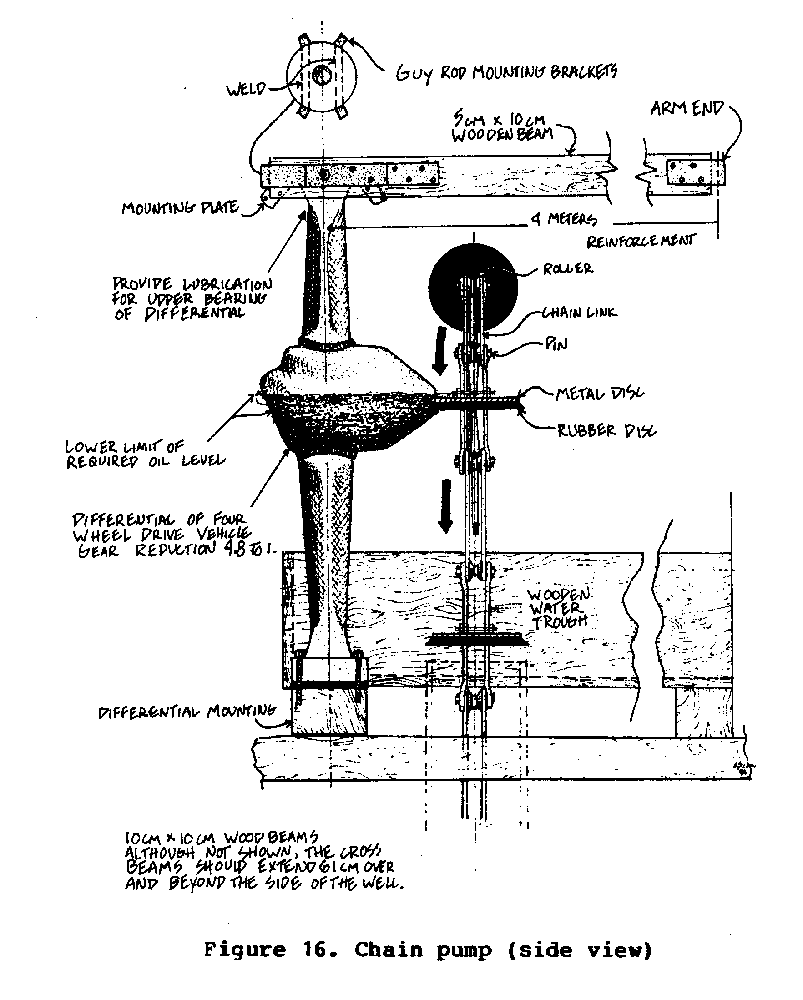 GUY ROD MOUNTING BRACKETS
WELD
ARM END
5CM X 10CM
WOODEN BEAM
MOUNTING PLATE
4 METERS
REINFORCEMENT
ROLLER
PROVIDE LUBRICATION
FOR UPPER BEARING
OF DIFFERENTIAL
CHAIN LINK
PIN
METAL DISC
RUBBER DISC
LOWER LIMIT OF
REQUIRED OIL LEVEL
DIFFERENTIAL OF FOUR
WHEEL DRIVE VEHICLE
GEAR REDUCTION 4.8 TO 1.
WOODEN
WATER
TROUGH
DIFFERENTIAL MOUNTING
10CM X 10CM WOOD BEAMS
ALTHOUGH NOT SHOWN, THE CROSS
BEAMS SHOULD EXTEND 61CM OVER
AND BEYOND THE SIDE OF THE WELL.
Figure 16. Chain pump (side view)